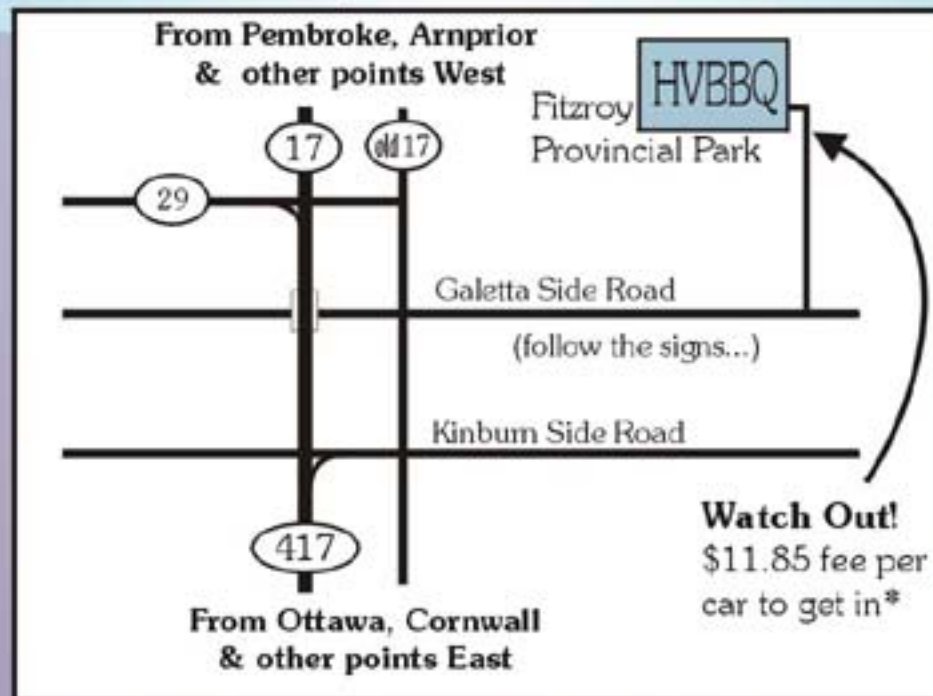 From Pembroke, Arnprior
& other points West
HVBBQ
Fitzroy
Provincial Park
17
old 17
29
Galetta Side Road
(follow the signs...)
Kinburn Side Road
417
Watch Out!
$11.85 fee per
car to get in*
From Ottawa, Cornwall
& other points East